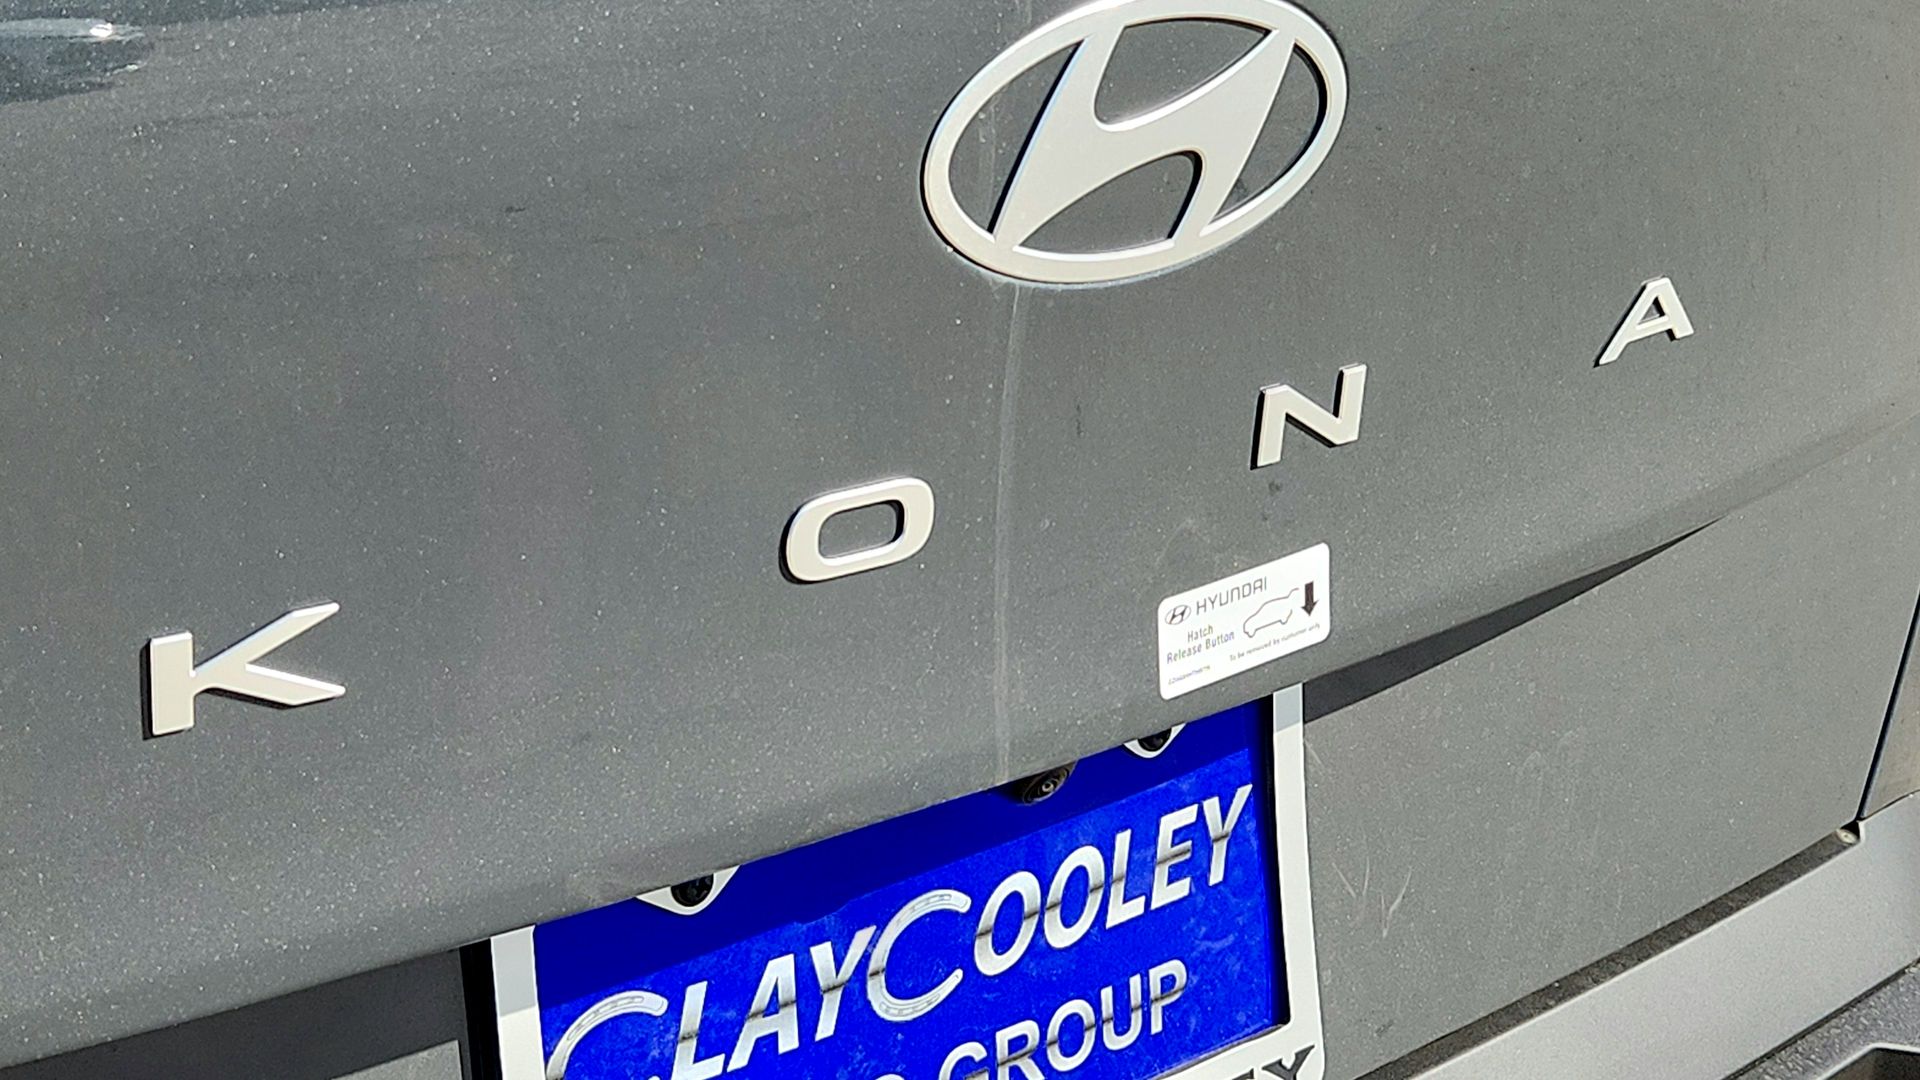 KONA
HYUNDAI
Hatch
Release Button
To be removed by customer only
CLAYCOOLEY
GROUP